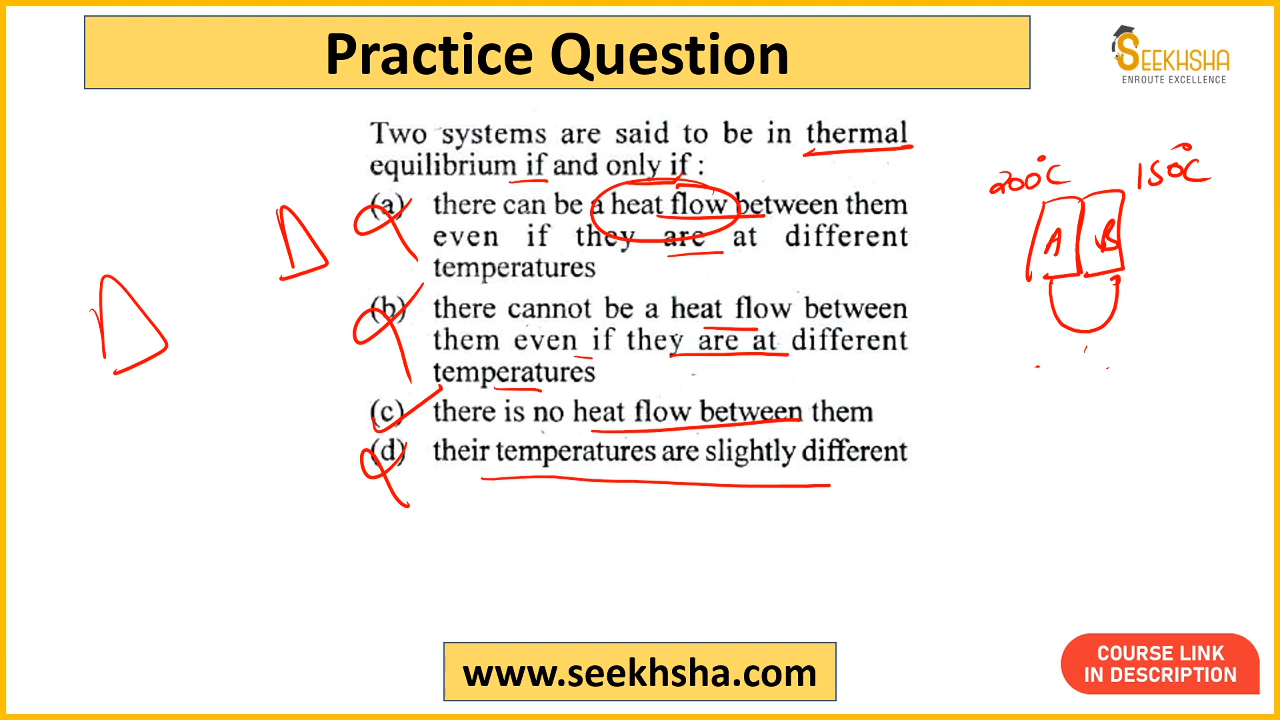 Practice Question
SEEKHSHA
ENROUTE EXCELLENCE
Two systems are said to be in thermal
equilibrium if and only if :
(a) there can be a heat flow between them
even if they are at different
temperatures
(b) there cannot be a heat flow between
them even if they are at different
temperatures
(c) there is no heat flow between them
(d) their temperatures are slightly different
200°C 150°C
A B
www.seekhsha.com
COURSE LINK
IN DESCRIPTION